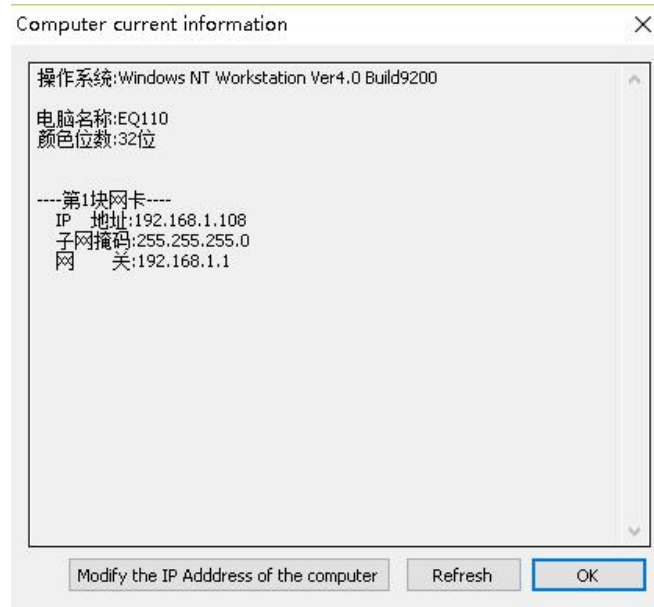 Computer current information
操作系统:Windows NT Workstation Ver4.0 Build9200
电脑名称:EQ110
颜色位数:32位
----第1块网卡----
IP 地址:192.168.1.108
子网掩码:255.255.255.0
网 关:192.168.1.1
Modify the IP Adddress of the computer
Refresh
OK